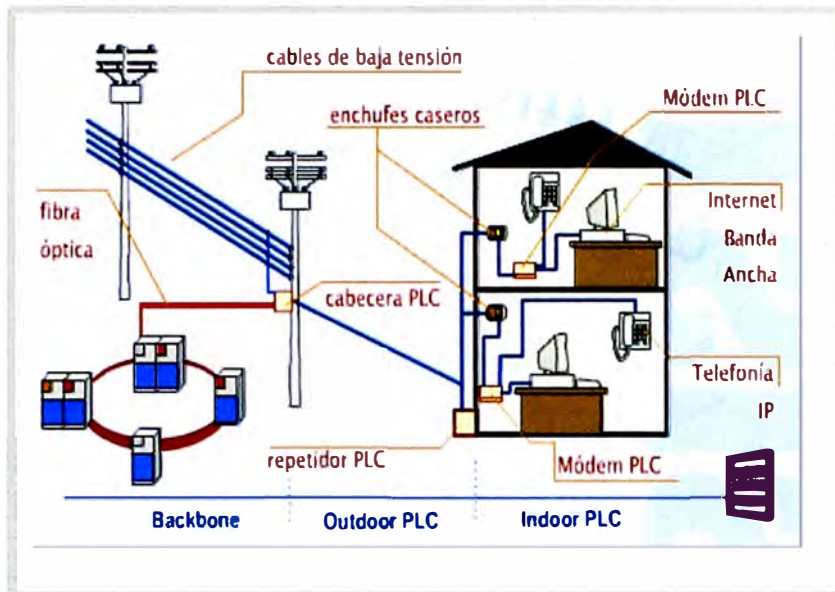 cables de baja tensión
Módem PLC
enchufes caseros
Internet
Banda
Ancha
fibra
óptica
cabecera PLC
Telefonía
IP
repetidor PLC
Módem PLC
Backbone
Outdoor PLC
Indoor PLC